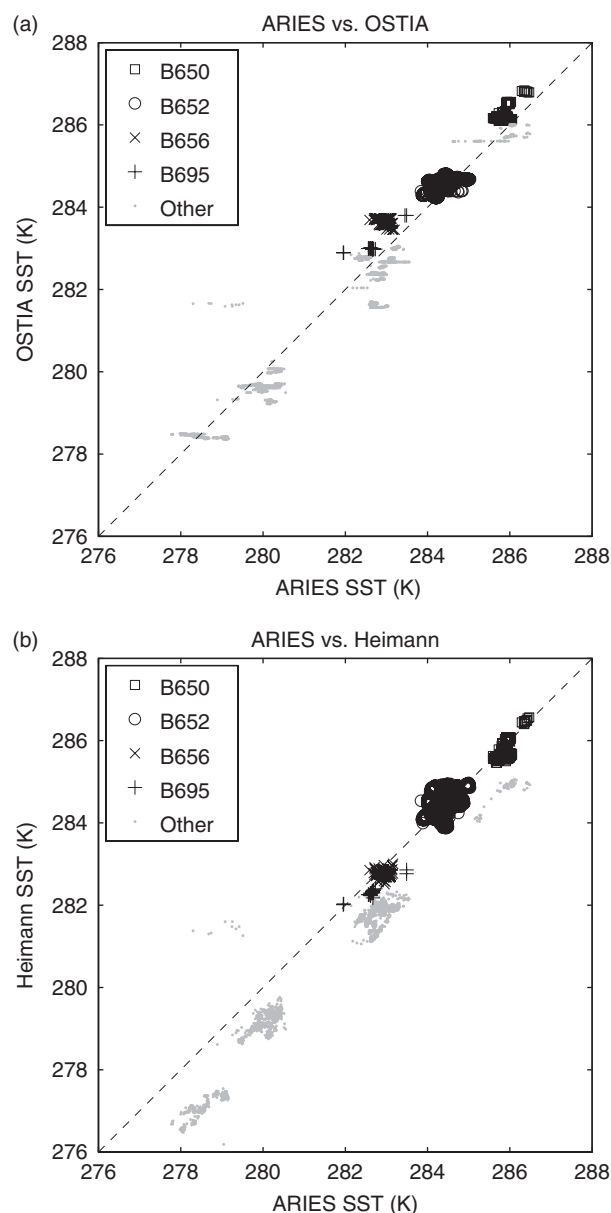 (a)
ARIES vs. OSTIA
288
286
284
282
280
278
276
OSTIA SST (K)
B650
B652
B656
B695
Other
276 278 280 282 284 286 288
ARIES SST (K)
(b)
ARIES vs. Heimann
288
286
284
282
280
278
276
Heimann SST (K)
B650
B652
B656
B695
Other
276 278 280 282 284 286 288
ARIES SST (K)